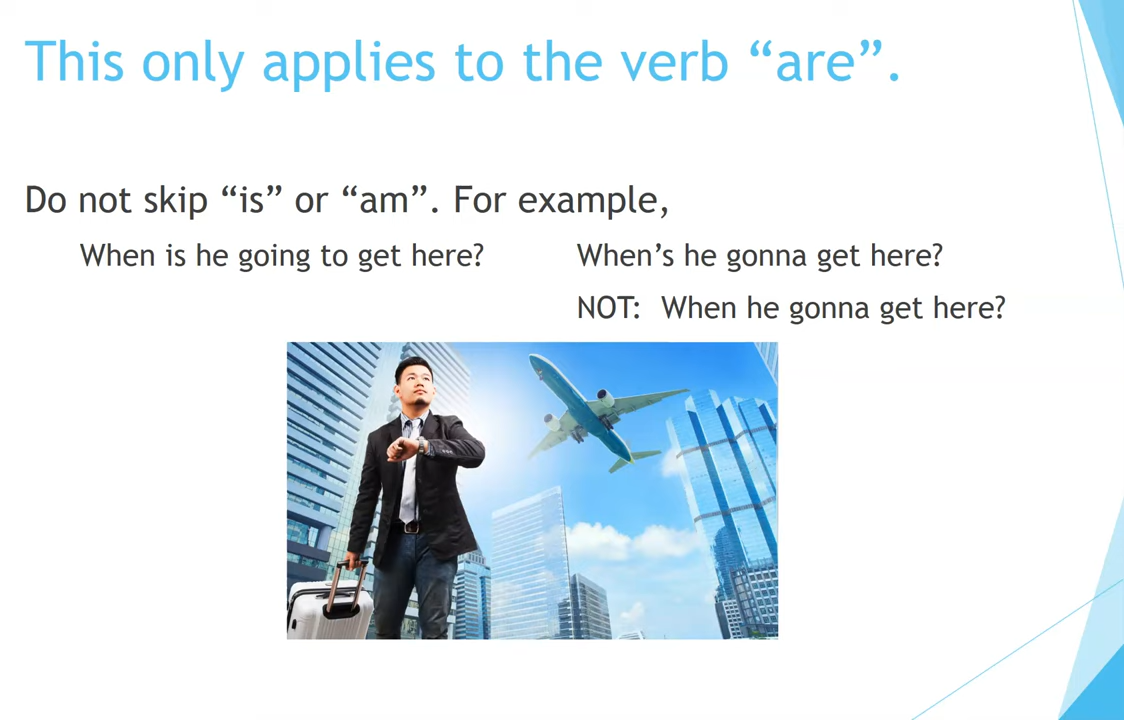 This only applies to the verb “are”.
Do not skip “is” or “am”. For example,
When is he going to get here? When’s he gonna get here?
NOT: When he gonna get here?